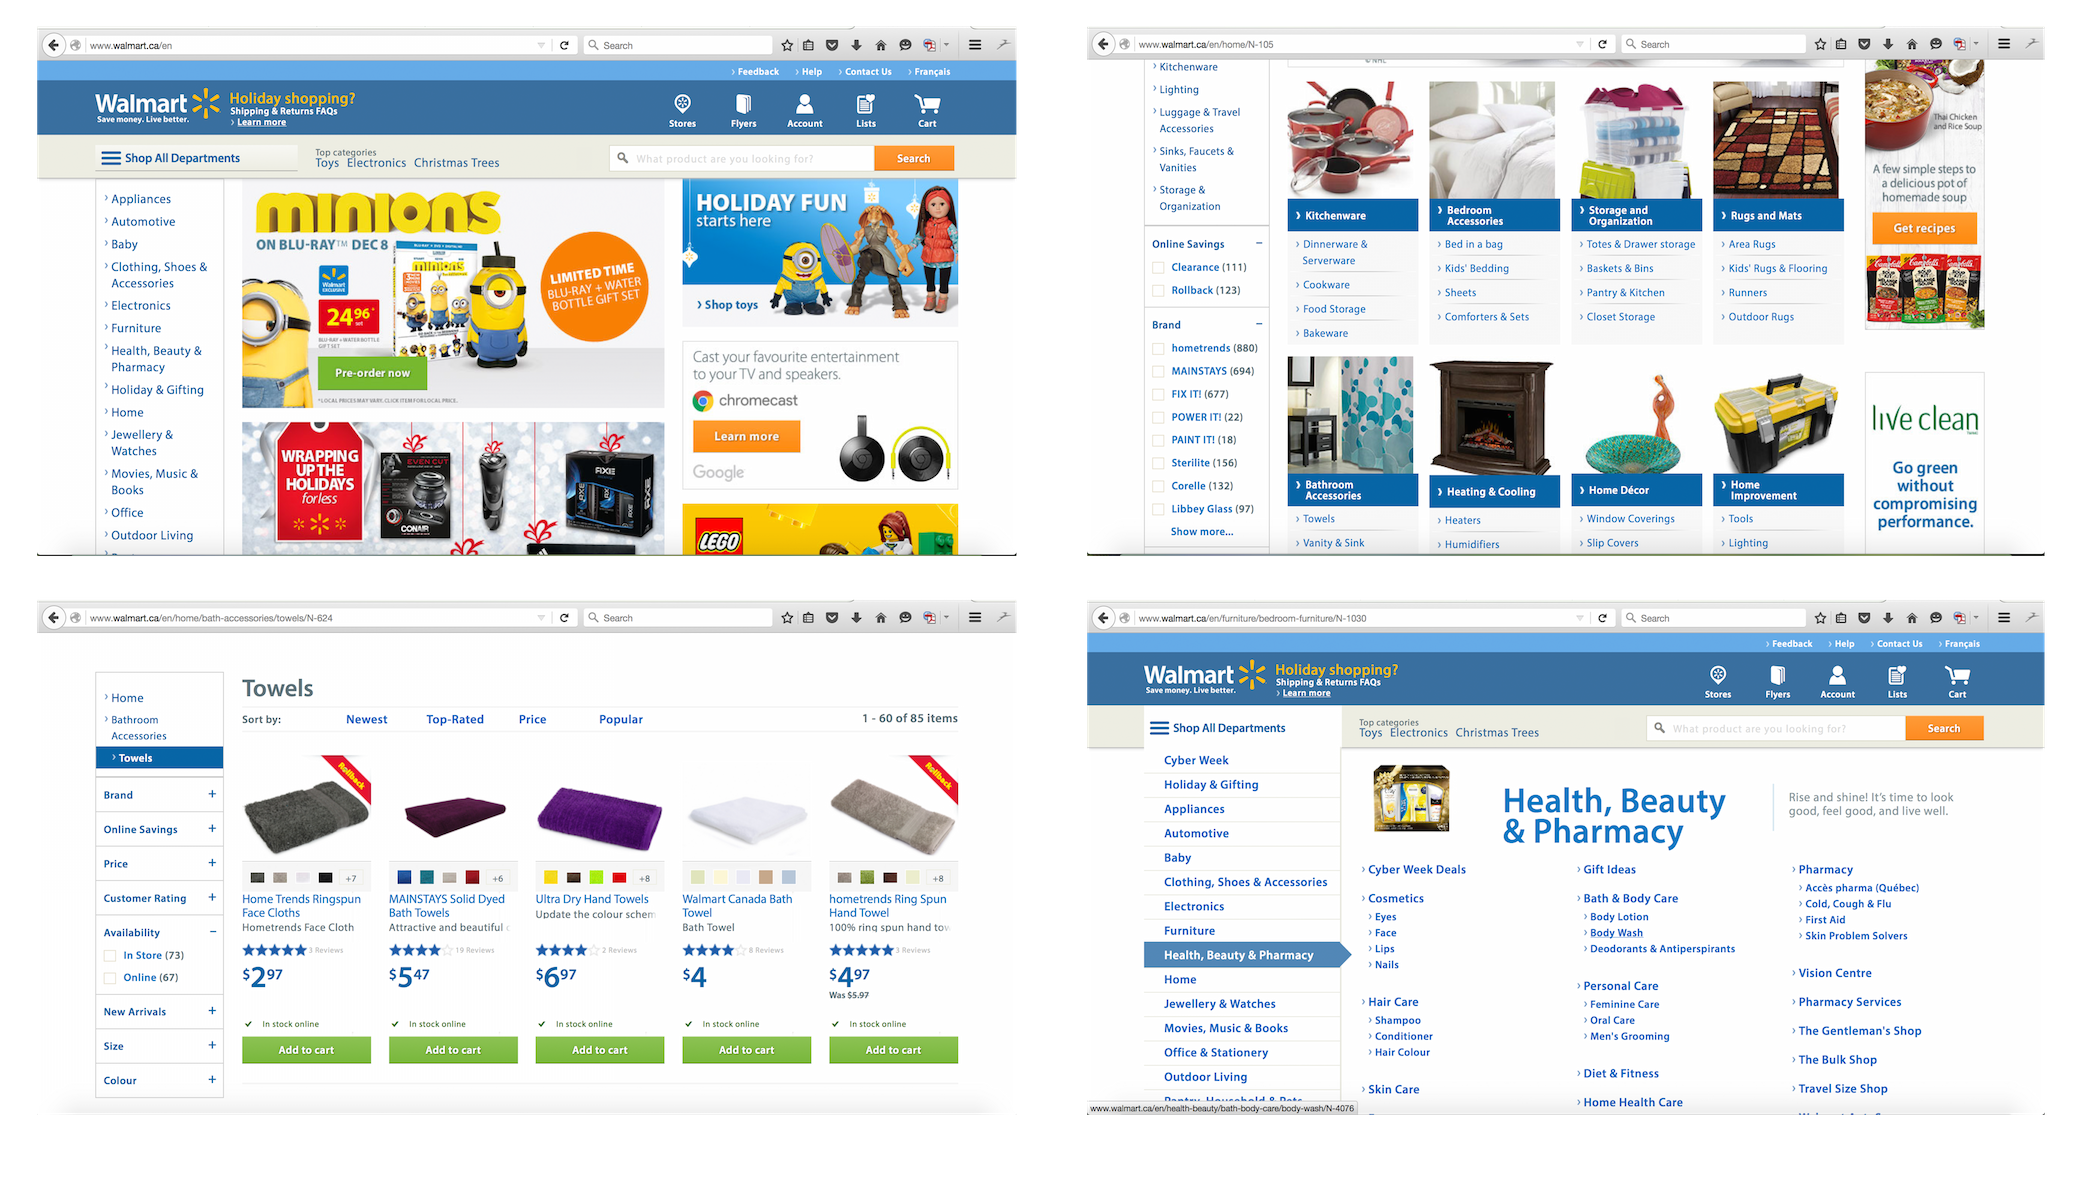 www.walmart.ca/en
Search
Feedback Help Contact Us Français
Walmart
Save money. Live better.
Holiday shopping?
Shipping & Returns FAQs
Learn more
Stores Flyers Account Lists Cart
Shop All Departments
Top categories
Toys Electronics Christmas Trees
What product are you looking for?
Search
Appliances
Automotive
Baby
Clothing, Shoes &
Accessories
Electronics
Furniture
Health, Beauty &
Pharmacy
Holiday & Gifting
Home
Jewellery &
Watches
Movies, Music &
Books
Office
Outdoor Living
minions
ON BLU-RAY™ DEC 8
Walmart
EXCLUSIVE
24.96*
set
BLU-RAY + WATER BOTTLE
GIFT SET
Pre-order now
LIMITED TIME
BLU-RAY + WATER
BOTTLE GIFT SET
*LOCAL PRICES MAY VARY. CLICK ITEM FOR LOCAL PRICE.
WRAPPING
UP THE
HOLIDAYS
for less
CONAIR
AXE
HOLIDAY FUN
starts here
Shop toys
Cast your favourite entertainment
to your TV and speakers.
chromecast
Learn more
Google
LEGO
www.walmart.ca/en/home/N-105
Search
Kitchenware
Lighting
Luggage & Travel
Accessories
Sinks, Faucets &
Vanities
Storage &
Organization
Online Savings –
Clearance (111)
Rollback (123)
Brand –
hometrends (880)
MAINSTAYS (694)
FIX IT! (677)
POWER IT! (22)
PAINT IT! (18)
Sterilite (156)
Corelle (132)
Libbey Glass (97)
Show more...
© NHC
Kitchenware
Dinnerware &
Serverware
Cookware
Food Storage
Bakeware
Bedroom
Accessories
Bed in a bag
Kids' Bedding
Sheets
Comforters & Sets
Storage and
Organization
Totes & Drawer storage
Baskets & Bins
Pantry & Kitchen
Closet Storage
Rugs and Mats
Area Rugs
Kids' Rugs & Flooring
Runners
Outdoor Rugs
Bathroom
Accessories
Towels
Vanity & Sink
Heating & Cooling
Heaters
Humidifiers
Home Décor
Window Coverings
Slip Covers
Home
Improvement
Tools
Lighting
Thai Chicken
and Rice Soup
A few simple steps to
a delicious pot of
homemade soup
Get recipes
Campbell's
live clean
Go green
without
compromising
performance.
www.walmart.ca/en/home/bath-accessories/towels/N-624
Search
Home
Bathroom
Accessories
Towels
Brand +
Online Savings +
Price +
Customer Rating +
Availability –
In Store (73)
Online (67)
New Arrivals +
Size +
Colour +
Towels
Sort by: Newest Top-Rated Price Popular 1 - 60 of 85 items
Rollback
+7
Home Trends Ringspun
Face Cloths
Hometrends Face Cloth
3 Reviews
$2.97
In stock online
Add to cart
+6
MAINSTAYS Solid Dyed
Bath Towels
Attractive and beautiful
19 Reviews
$5.47
In stock online
Add to cart
+8
Ultra Dry Hand Towels
Update the colour schem
2 Reviews
$6.97
In stock online
Add to cart
Walmart Canada Bath
Towel
Bath Towel
8 Reviews
$4
In stock online
Add to cart
Rollback
+8
hometrends Ring Spun
Hand Towel
100% ring spun hand tow
3 Reviews
$4.97
Was $5.97
In stock online
Add to cart
www.walmart.ca/en/furniture/bedroom-furniture/N-1030
Search
Feedback Help Contact Us Français
Walmart
Save money. Live better.
Holiday shopping?
Shipping & Returns FAQs
Learn more
Stores Flyers Account Lists Cart
Shop All Departments
Top categories
Toys Electronics Christmas Trees
What product are you looking for?
Search
Cyber Week
Holiday & Gifting
Appliances
Automotive
Baby
Clothing, Shoes & Accessories
Electronics
Furniture
Health, Beauty & Pharmacy
Home
Jewellery & Watches
Movies, Music & Books
Office & Stationery
Outdoor Living
Pantry, Household & Pets
www.walmart.ca/en/health-beauty/bath-body-care/body-wash/N-4076
Health, Beauty
& Pharmacy
Rise and shine! It's time to look
good, feel good, and live well.
Cyber Week Deals
Cosmetics
Eyes
Face
Lips
Nails
Hair Care
Shampoo
Conditioner
Hair Colour
Skin Care
Gift Ideas
Bath & Body Care
Body Lotion
Body Wash
Deodorants & Antiperspirants
Personal Care
Feminine Care
Oral Care
Men's Grooming
Diet & Fitness
Home Health Care
Pharmacy
Accès pharma (Québec)
Cold, Cough & Flu
First Aid
Skin Problem Solvers
Vision Centre
Pharmacy Services
The Gentleman's Shop
The Bulk Shop
Travel Size Shop